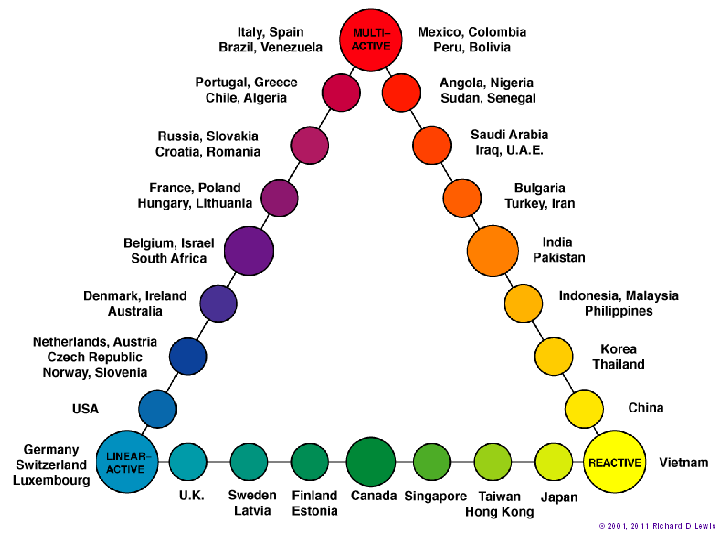 Italy, Spain
Brazil, Venezuela
MULTI-
ACTIVE
Mexico, Colombia
Peru, Bolivia
Portugal, Greece
Chile, Algeria
Angola, Nigeria
Sudan, Senegal
Russia, Slovakia
Croatia, Romania
Saudi Arabia
Iraq, U.A.E.
France, Poland
Hungary, Lithuania
Bulgaria
Turkey, Iran
Belgium, Israel
South Africa
India
Pakistan
Denmark, Ireland
Australia
Indonesia, Malaysia
Philippines
Netherlands, Austria
Czech Republic
Norway, Slovenia
Korea
Thailand
USA
China
Germany
Switzerland
Luxembourg
LINEAR-
ACTIVE
REACTIVE
Vietnam
U.K.
Sweden
Latvia
Finland
Estonia
Canada
Singapore
Taiwan
Hong Kong
Japan
© 2001, 2011 Richard D Lewis